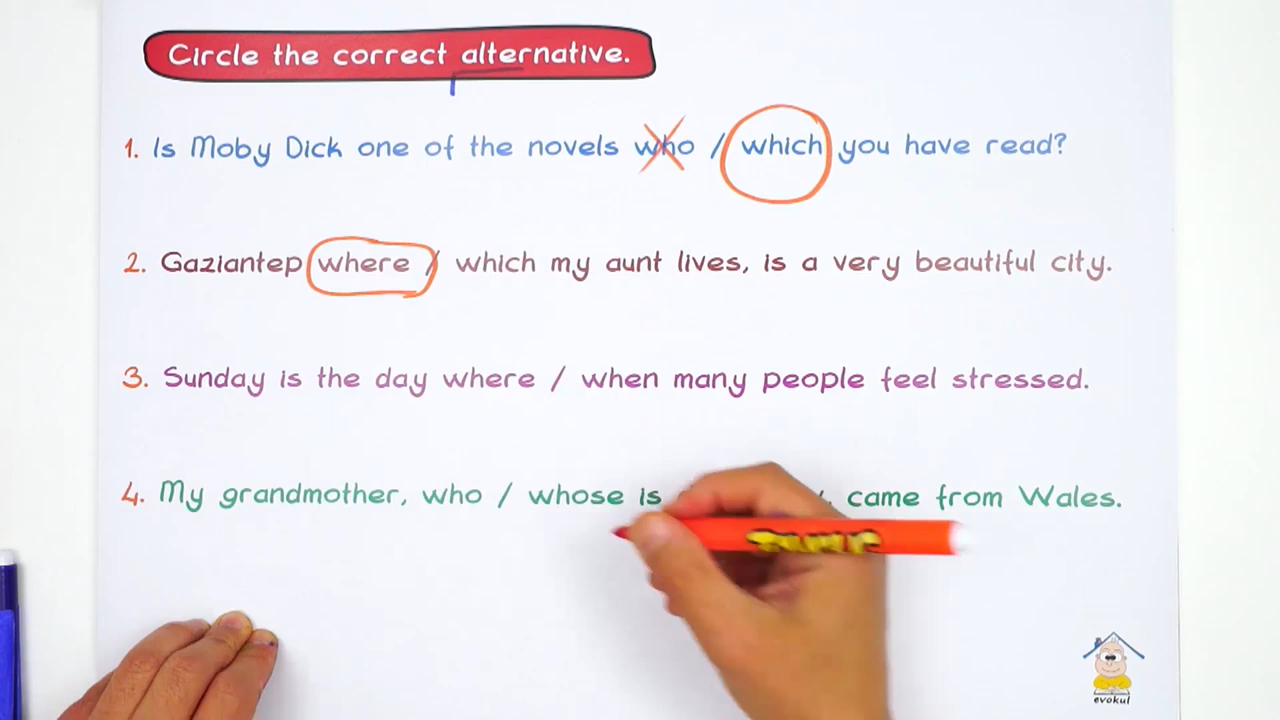 Circle the correct alternative.
1. Is Moby Dick one of the novels who / which you have read?
2. Gaziantep where / which my aunt lives, is a very beautiful city.
3. Sunday is the day where / when many people feel stressed.
4. My grandmother, who / whose is came from Wales.
evokul